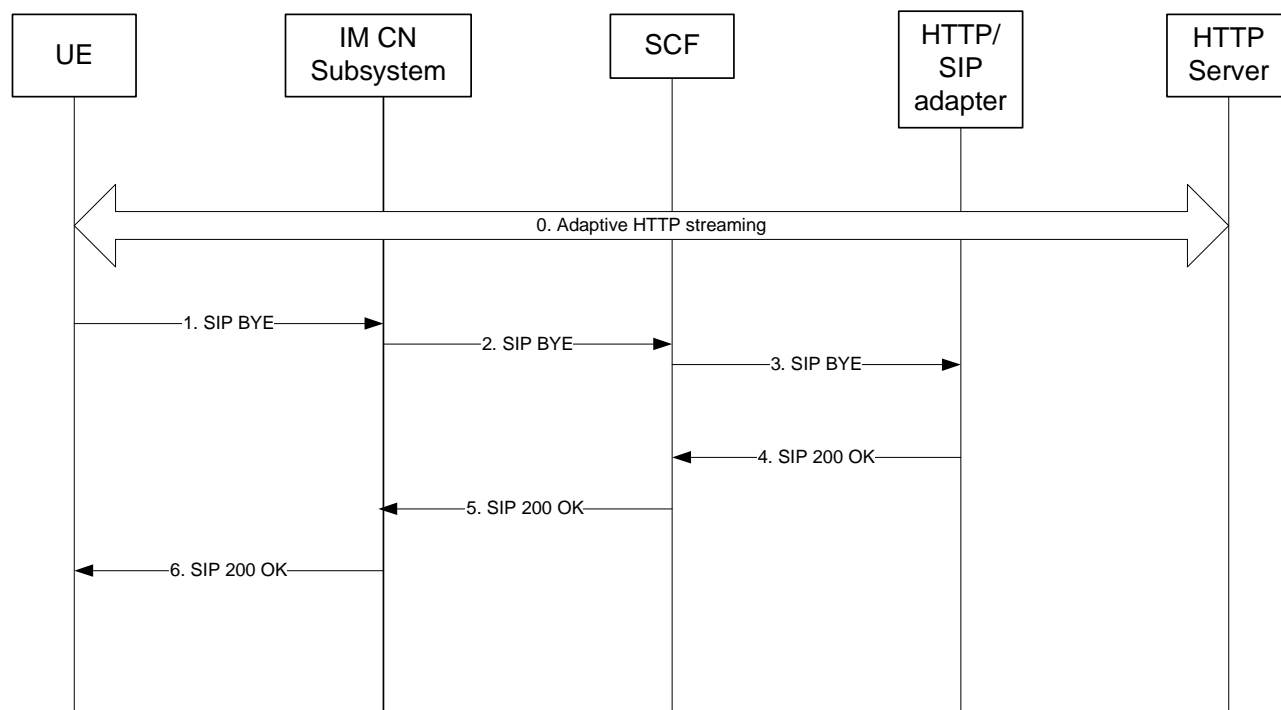 UE
IM CN
Subsystem
SCF
HTTP/
SIP
adapter
HTTP
Server
0. Adaptive HTTP streaming
1. SIP BYE
2. SIP BYE
3. SIP BYE
4. SIP 200 OK
5. SIP 200 OK
6. SIP 200 OK